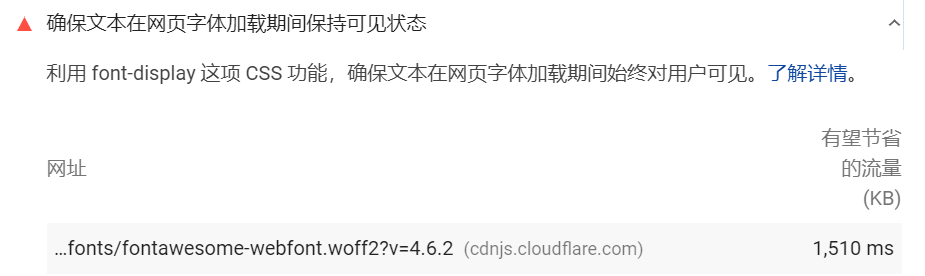 确保文本在网页字体加载期间保持可见状态
利用 font-display 这项 CSS 功能，确保文本在网页字体加载期间始终对用户可见。了解详情。
网址
有望节省
的流量
(KB)
...fonts/fontawesome-webfont.woff2?v=4.6.2 (cdnjs.cloudflare.com) 1,510 ms